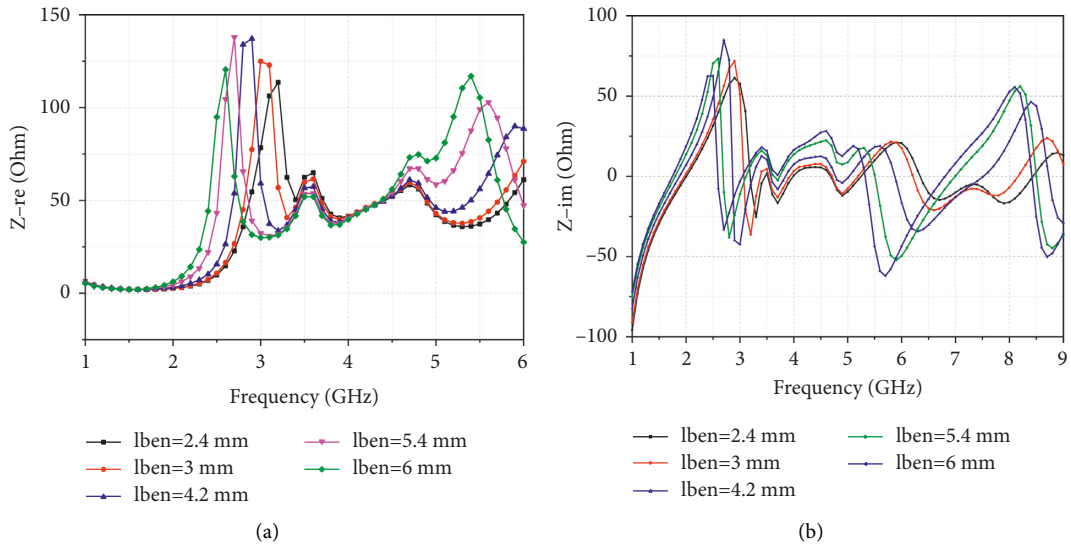 150
100
50
0
Z-re (Ohm)
1
2
3
4
5
6
Frequency (GHz)
lben=2.4 mm
lben=3 mm
lben=4.2 mm
lben=5.4 mm
lben=6 mm
(a)
100
50
0
−50
−100
Z-im (Ohm)
1
2
3
4
5
6
7
8
9
Frequency (GHz)
lben=2.4 mm
lben=3 mm
lben=4.2 mm
lben=5.4 mm
lben=6 mm
(b)